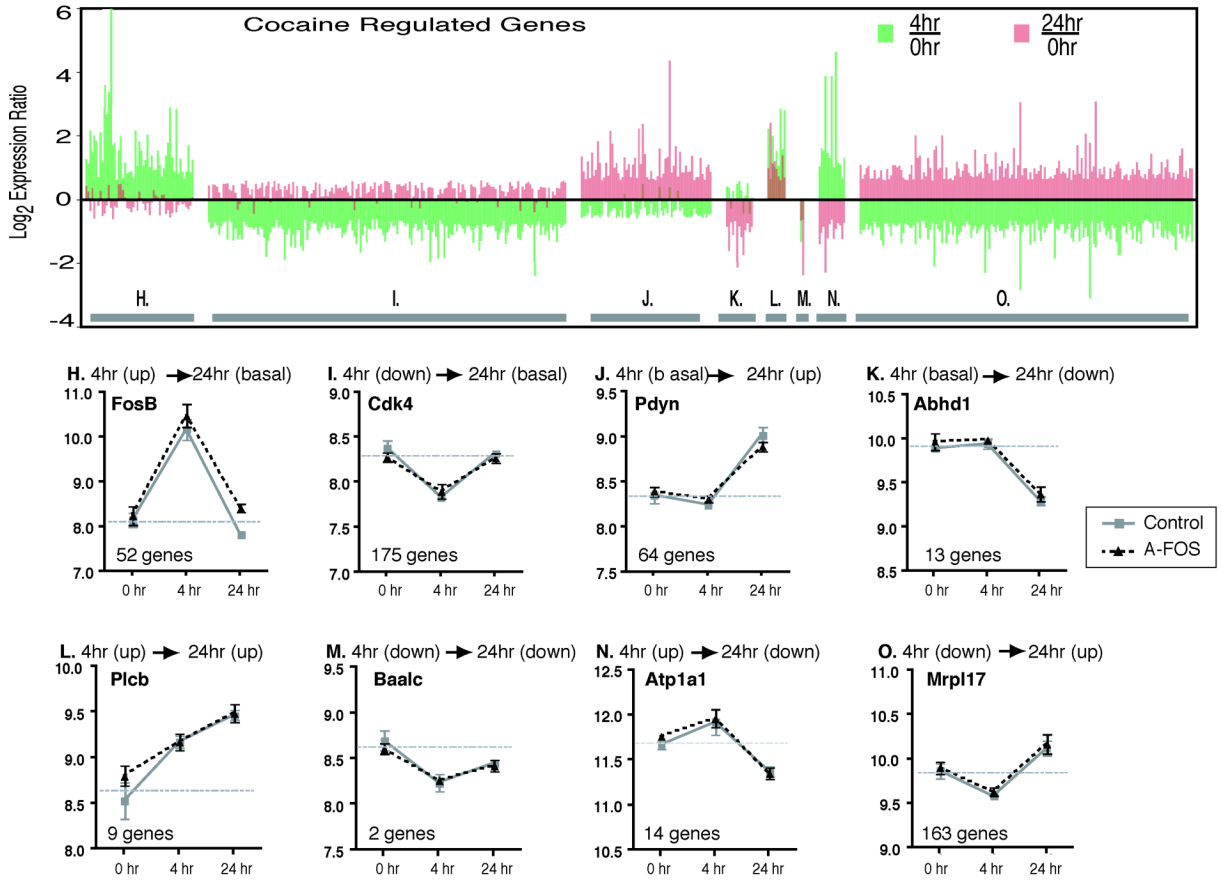 Cocaine Regulated Genes
4hr
0hr
24hr
0hr
Log2 Expression Ratio
6
4
2
0
-2
-4
H.
I.
J.
K.
L.
M.
N.
O.
H. 4hr (up) → 24hr (basal)
FosB
11.0
10.0
9.0
8.0
7.0
52 genes
0 hr
4 hr
24 hr
I. 4hr (down) → 24hr (basal)
Cdk4
9.0
8.5
8.0
7.5
7.0
175 genes
0 hr
4 hr
24 hr
J. 4hr (b asal) → 24hr (up)
Pdyn
9.5
9.0
8.5
8.0
7.5
64 genes
0 hr
4 hr
24 hr
K. 4hr (basal) → 24hr (down)
Abhd1
10.5
10.0
9.5
9.0
8.5
13 genes
0 hr
4 hr
24 hr
Control
A-FOS
L. 4hr (up) → 24hr (up)
Plcb
10.0
9.5
9.0
8.5
8.0
9 genes
0 hr
4 hr
24 hr
M. 4hr (down) → 24hr (down)
Baalc
9.5
9.0
8.5
8.0
7.5
2 genes
0 hr
4 hr
24 hr
N. 4hr (up) → 24hr (down)
Atp1a1
12.5
12.0
11.5
11.0
10.5
14 genes
0 hr
4 hr
24 hr
O. 4hr (down) → 24hr (up)
Mrpl17
11.0
10.5
10.0
9.5
9.0
163 genes
0 hr
4 hr
24 hr